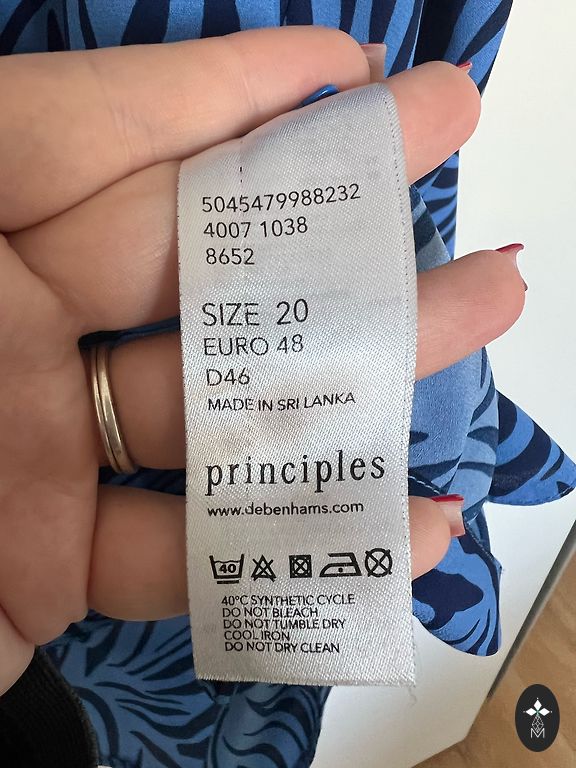 5045479988232
4007 1038
8652
SIZE 20
EURO 48
D46
MADE IN SRI LANKA
principles
www.debenhams.com
40
40°C SYNTHETIC CYCLE
DO NOT BLEACH
DO NOT TUMBLE DRY
COOL IRON
DO NOT DRY CLEAN